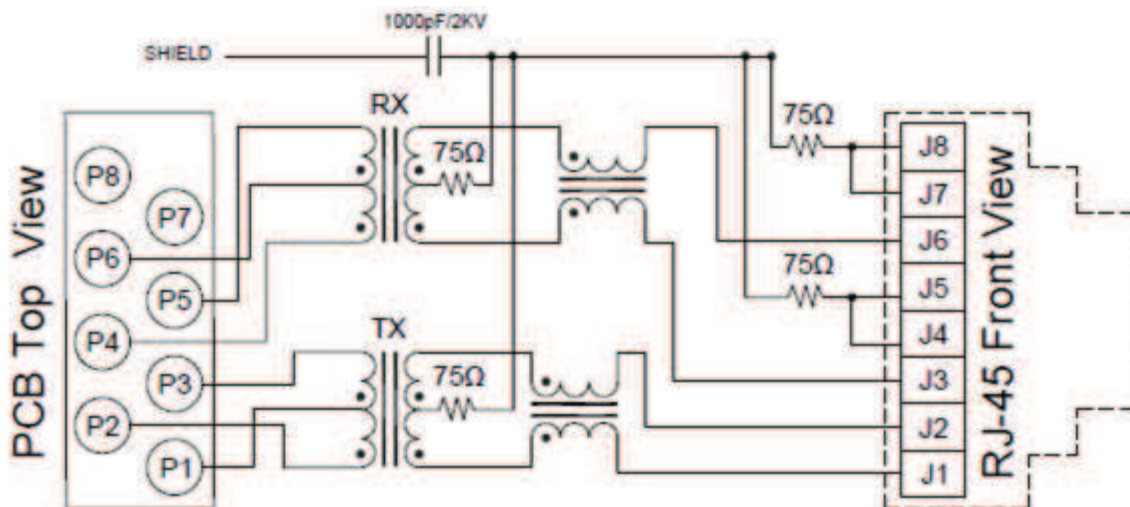 1000pF/2KV
SHIELD
RX
75Ω
75Ω
75Ω
TX
75Ω
PCB Top View
P8
P7
P6
P5
P4
P3
P2
P1
J8
J7
J6
J5
J4
J3
J2
J1
RJ-45 Front View